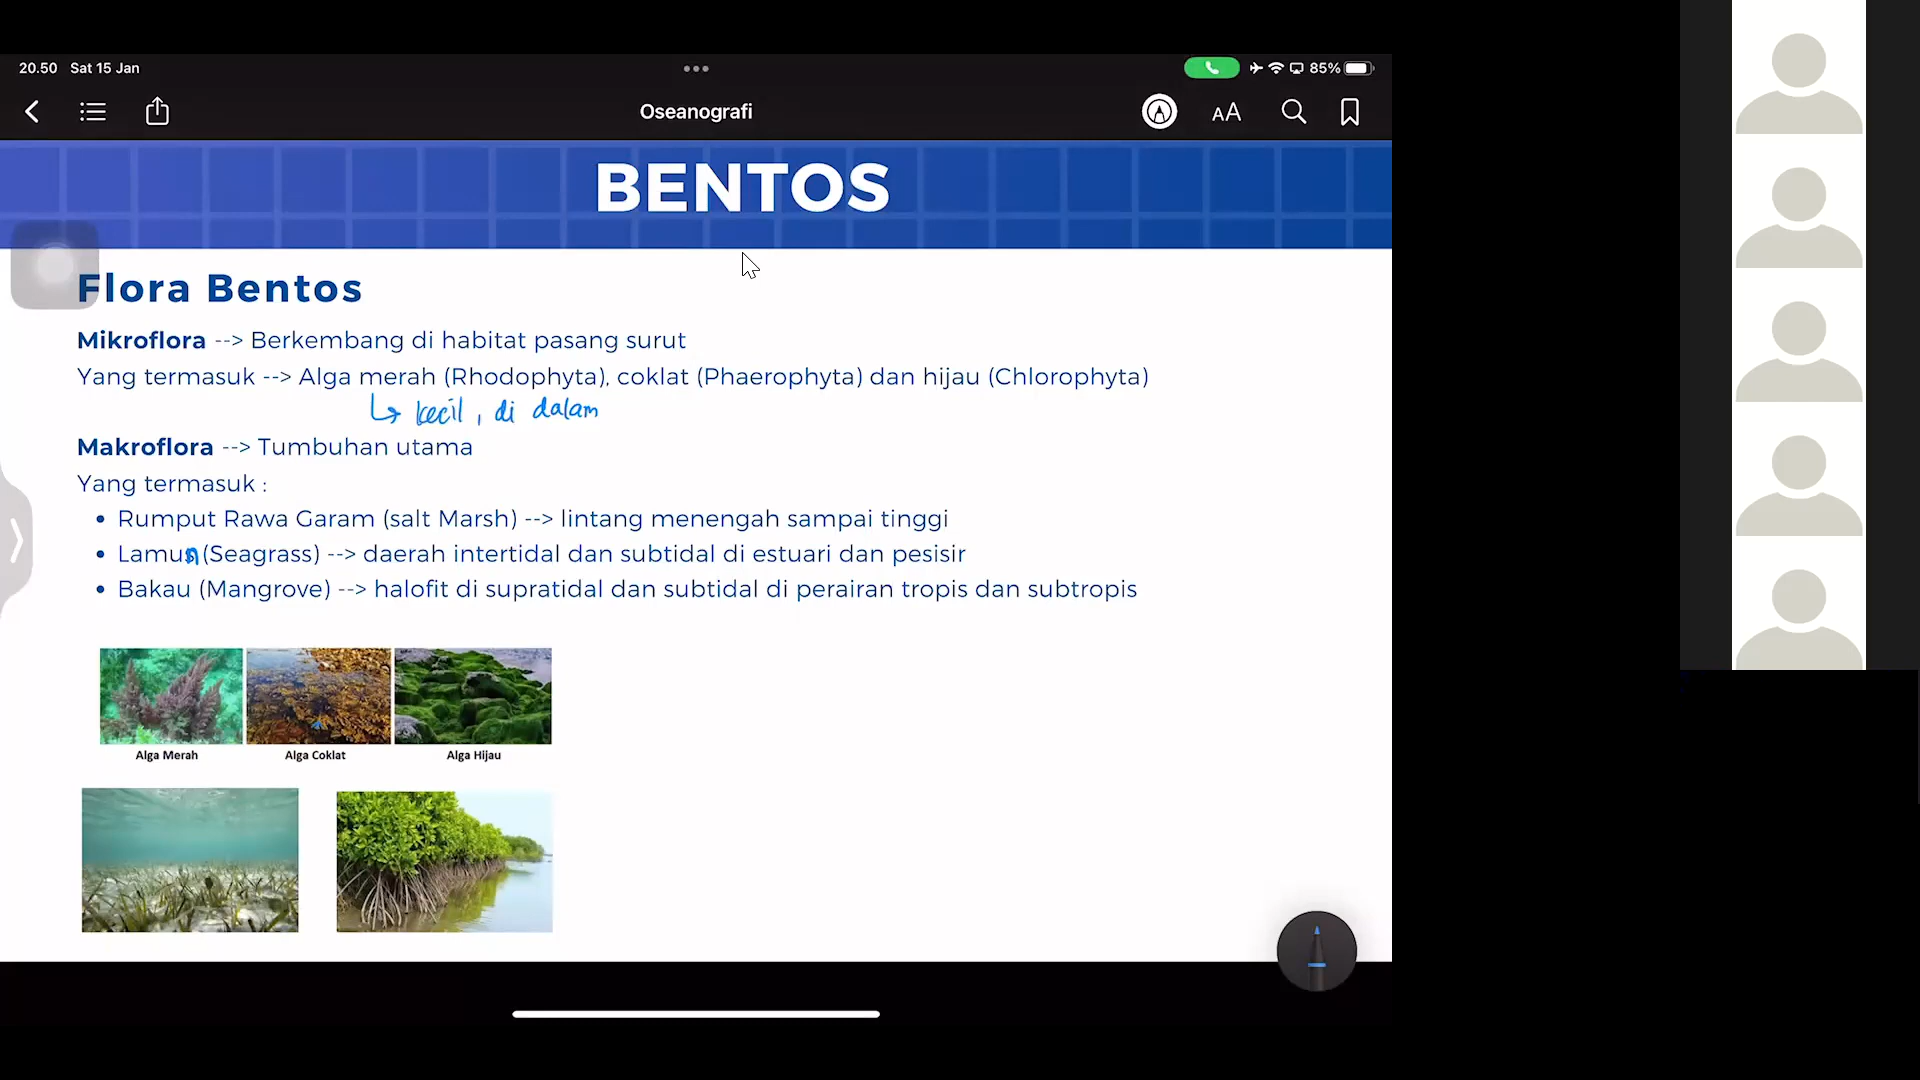 20.50 Sat 15 Jan
85%
Oseanografi
AA
BENTOS
Flora Bentos
Mikroflora --> Berkembang di habitat pasang surut
Yang termasuk --> Alga merah (Rhodophyta), coklat (Phaerophyta) dan hijau (Chlorophyta)
kecil, di dalam
Makroflora --> Tumbuhan utama
Yang termasuk :
• Rumput Rawa Garam (salt Marsh) --> lintang menengah sampai tinggi
• Lamun (Seagrass) --> daerah intertidal dan subtidal di estuari dan pesisir
• Bakau (Mangrove) --> halofit di supratidal dan subtidal di perairan tropis dan subtropis
Alga Merah Alga Coklat Alga Hijau